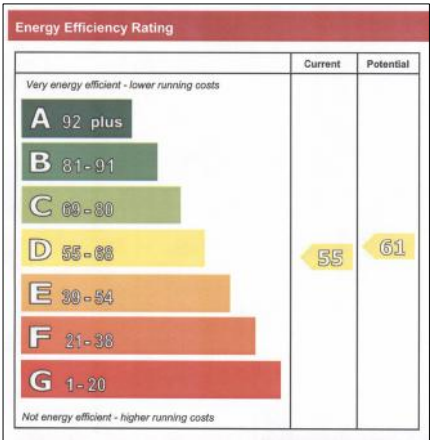 Energy Efficiency Rating
Current Potential
Very energy efficient - lower running costs
A 92 plus
B 81-91
C 69-80
D 55-68
55
61
E 39-54
F 21-38
G 1-20
Not energy efficient - higher running costs